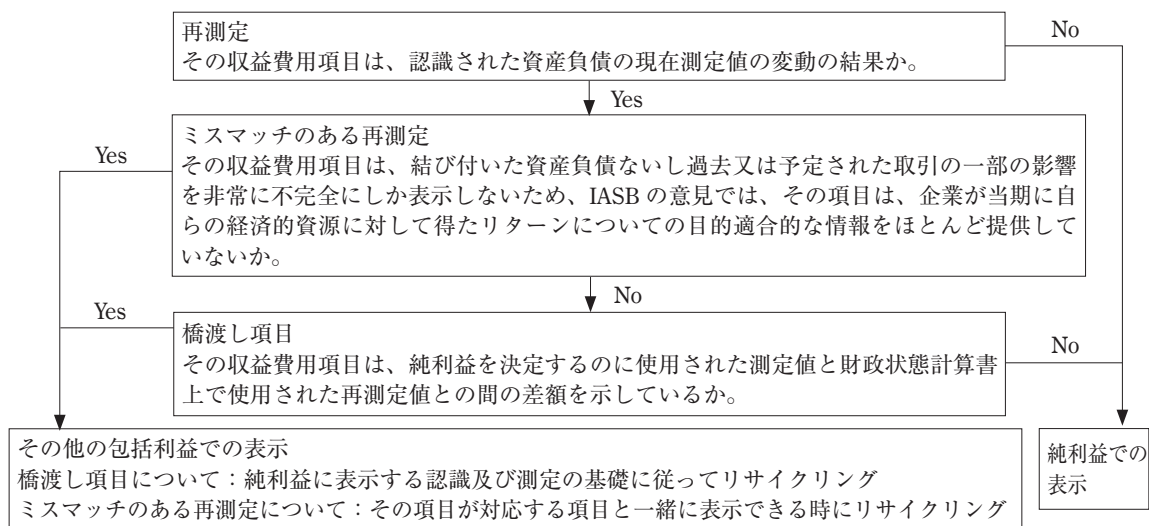 再測定
その収益費用項目は、認識された資産負債の現在測定値の変動の結果か。
No
Yes
ミスマッチのある再測定
その収益費用項目は、結び付いた資産負債ないし過去又は予定された取引の一部の影響
を非常に不完全にしか表示しないため、IASB の意見では、その項目は、企業が当期に自
らの経済的資源に対して得たリターンについての目的適合的な情報をほとんど提供して
いないか。
Yes
No
橋渡し項目
その収益費用項目は、純利益を決定するのに使用された測定値と財政状態計算書
上で使用された再測定値との間の差額を示しているか。
Yes
No
その他の包括利益での表示
橋渡し項目について：純利益に表示する認識及び測定の基礎に従ってリサイクリング
ミスマッチのある再測定について：その項目が対応する項目と一緒に表示できる時にリサイクリング
純利益での
表示